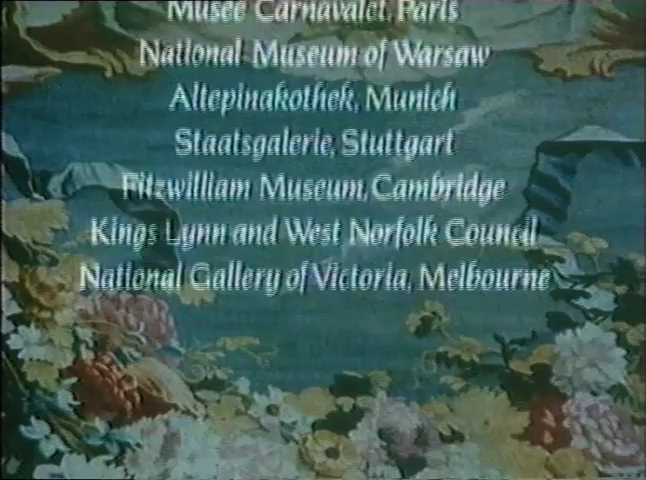 Musée Carnavalet, Paris
National Museum of Warsaw
Altepinakothek, Munich
Staatsgalerie, Stuttgart
Fitzwilliam Museum, Cambridge
Kings Lynn and West Norfolk Council
National Gallery of Victoria, Melbourne